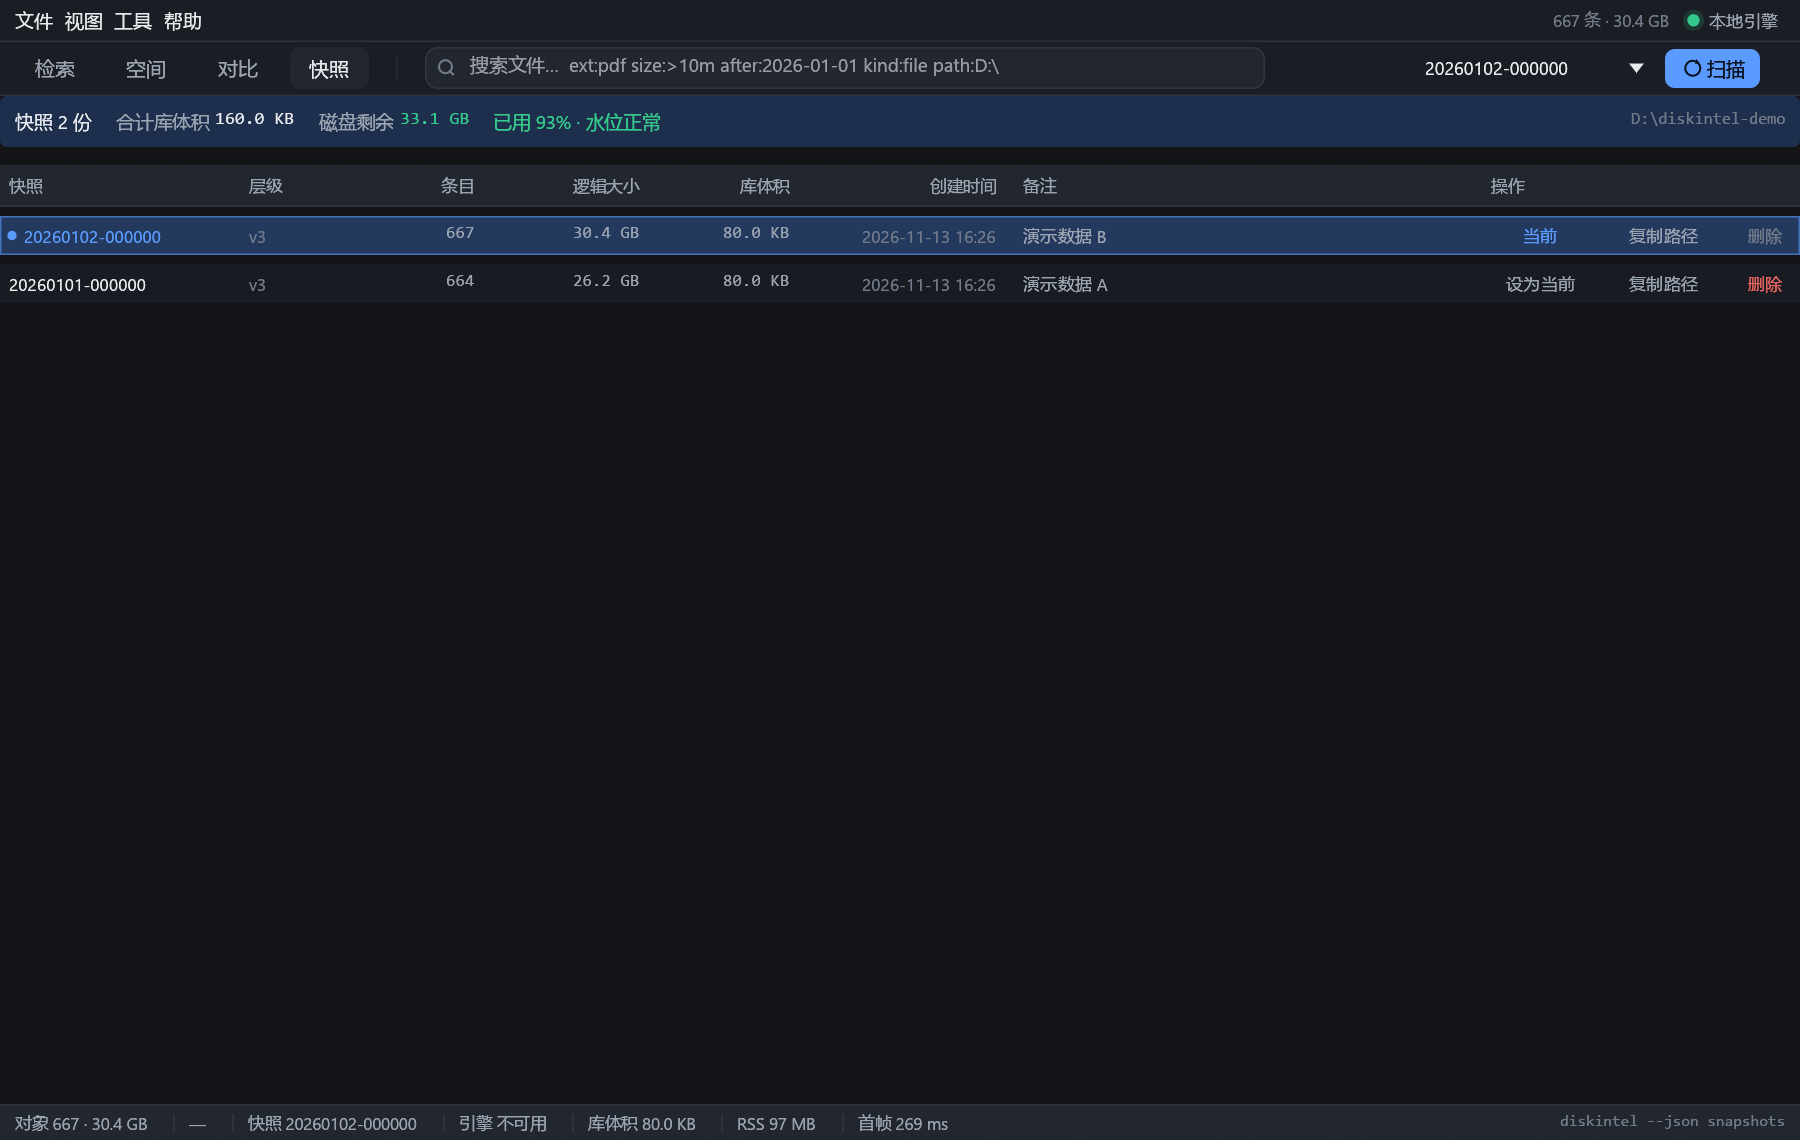 文件 视图 工具 帮助 667 条 · 30.4 GB 本地引擎
检索 空间 对比 快照 搜索文件... ext:pdf size:>10m after:2026-01-01 kind:file path:D:\ 20260102-000000 扫描
快照 2 份 合计库体积 160.0 KB 磁盘剩余 33.1 GB 已用 93% · 水位正常 D:\diskintel-demo
快照 层级 条目 逻辑大小 库体积 创建时间 备注 操作
20260102-000000 v3 667 30.4 GB 80.0 KB 2026-11-13 16:26 演示数据 B 当前 复制路径 删除
20260101-000000 v3 664 26.2 GB 80.0 KB 2026-11-13 16:26 演示数据 A 设为当前 复制路径 删除
对象 667 · 30.4 GB — 快照 20260102-000000 引擎 不可用 库体积 80.0 KB RSS 97 MB 首帧 269 ms diskintel --json snapshots